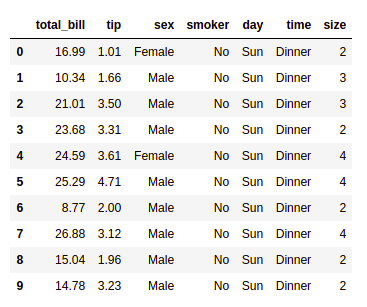 total_bill tip sex smoker day time size
0 16.99 1.01 Female No Sun Dinner 2
1 10.34 1.66 Male No Sun Dinner 3
2 21.01 3.50 Male No Sun Dinner 3
3 23.68 3.31 Male No Sun Dinner 2
4 24.59 3.61 Female No Sun Dinner 4
5 25.29 4.71 Male No Sun Dinner 4
6 8.77 2.00 Male No Sun Dinner 2
7 26.88 3.12 Male No Sun Dinner 4
8 15.04 1.96 Male No Sun Dinner 2
9 14.78 3.23 Male No Sun Dinner 2